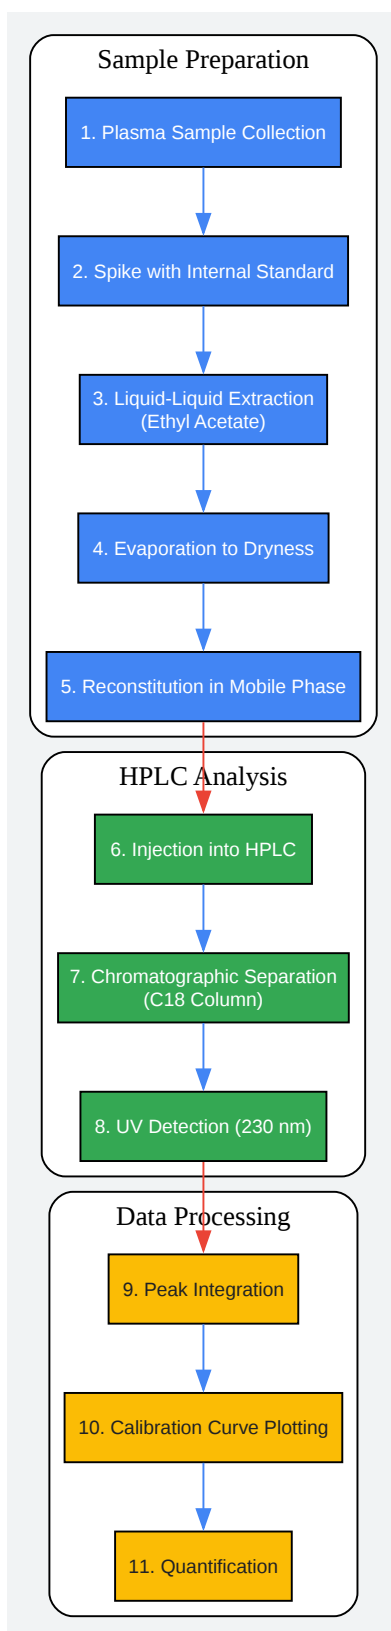 Sample Preparation
1. Plasma Sample Collection
2. Spike with Internal Standard
3. Liquid-Liquid Extraction
(Ethyl Acetate)
4. Evaporation to Dryness
5. Reconstitution in Mobile Phase
HPLC Analysis
6. Injection into HPLC
7. Chromatographic Separation
(C18 Column)
8. UV Detection (230 nm)
Data Processing
9. Peak Integration
10. Calibration Curve Plotting
11. Quantification